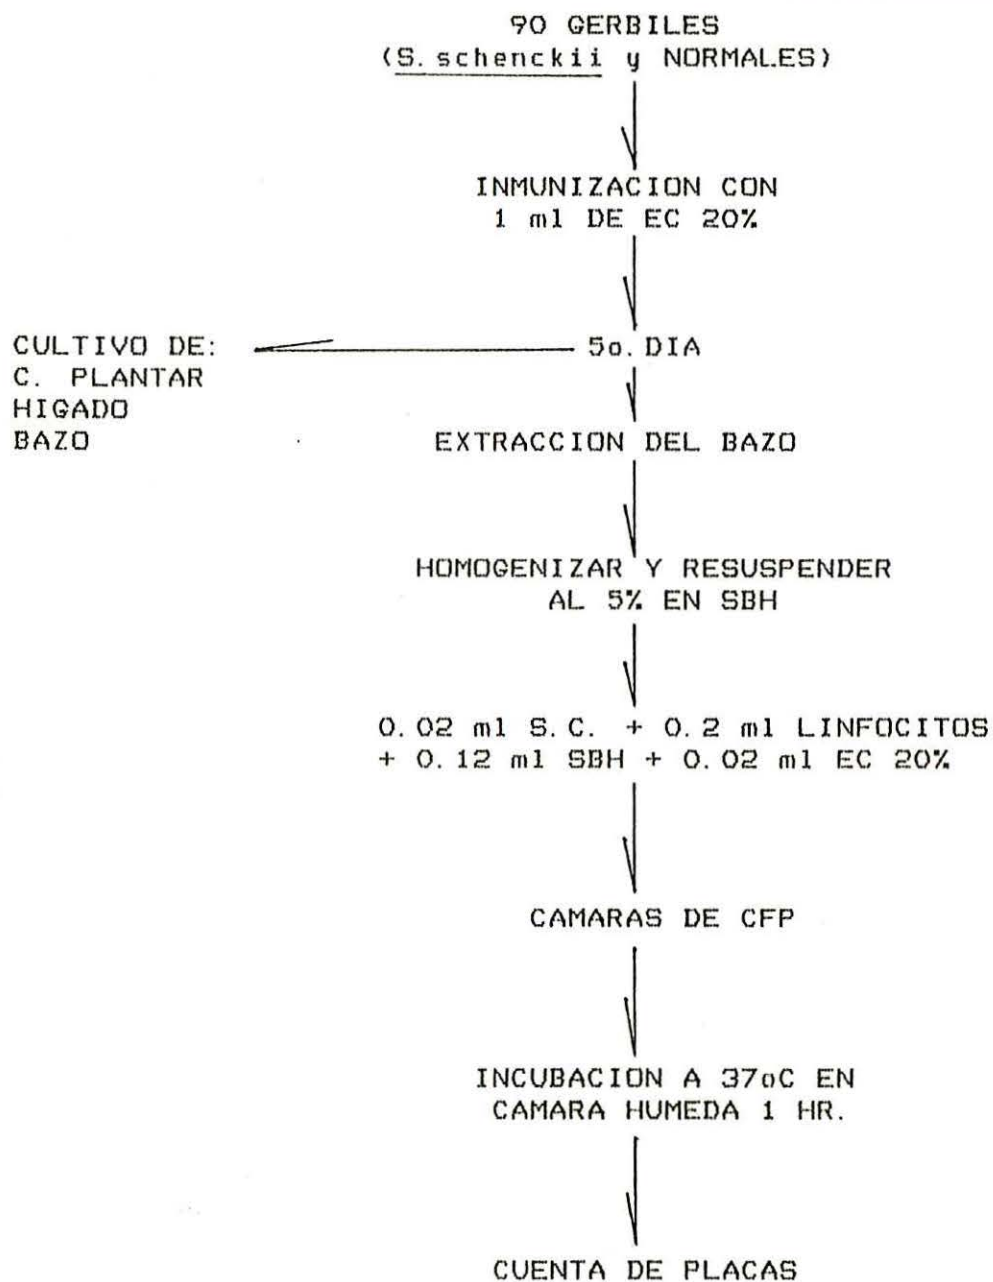 90 GERBILES
(S. schenckii y NORMALES)
INMUNIZACION CON
1 ml DE EC 20%
5o. DIA
CULTIVO DE:
C. PLANTAR
HIGADO
BAZO
EXTRACCION DEL BAZO
HOMOGENIZAR Y RESUSPENDER
AL 5% EN SBH
0.02 ml S.C. + 0.2 ml LINFOCITOS
+ 0.12 ml SBH + 0.02 ml EC 20%
CAMARAS DE CFP
INCUBACION A 37oC EN
CAMARA HUMEDA 1 HR.
CUENTA DE PLACAS